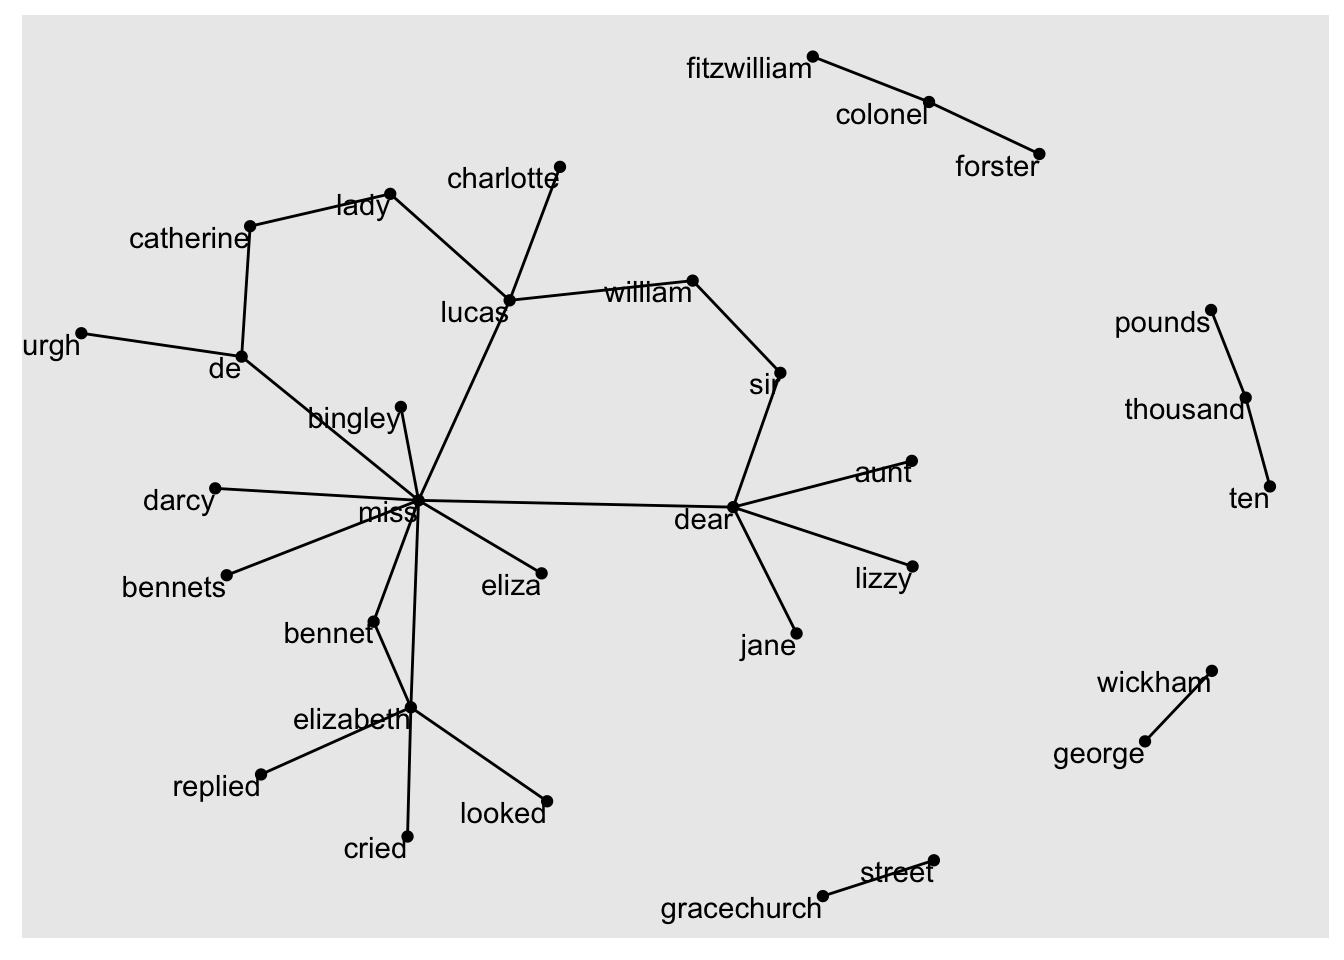 fitzwilliam
colonel
forster
charlotte
lady
catherine
william
lucas
pounds
urgh
de
sir
thousand
bingley
aunt
darcy
miss
dear
ten
bennets
eliza
lizzy
bennet
jane
wickham
elizabeth
george
replied
looked
cried
street
gracechurch